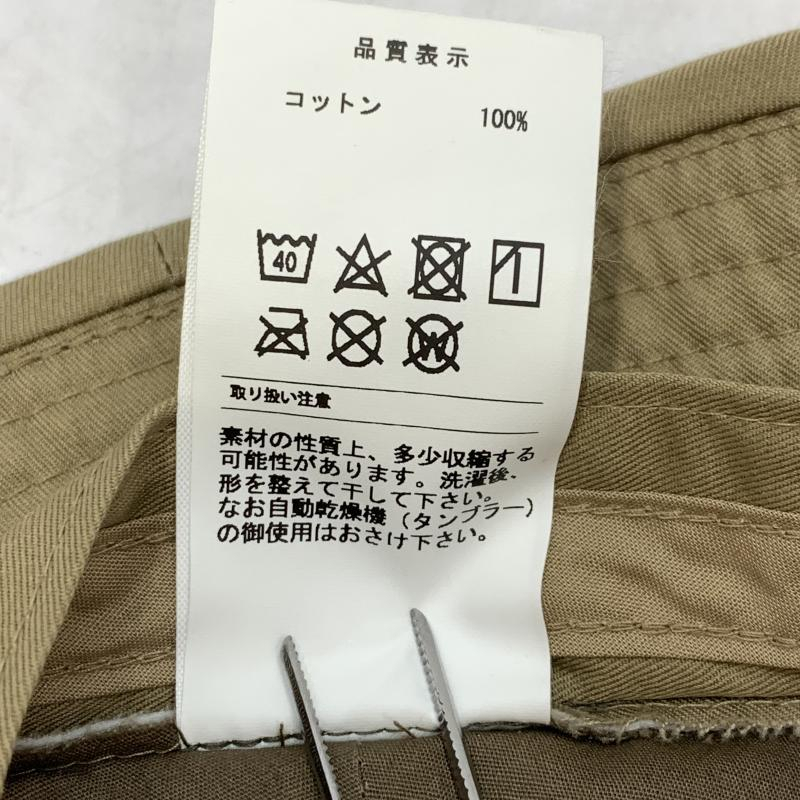 品質表示
コットン 100%
40
W
取り扱い注意
素材の性質上、多少収縮する
可能性があります。洗濯後、
形を整えて干して下さい。
なお自動乾燥機(タンブラー)
の御使用はおさけ下さい。